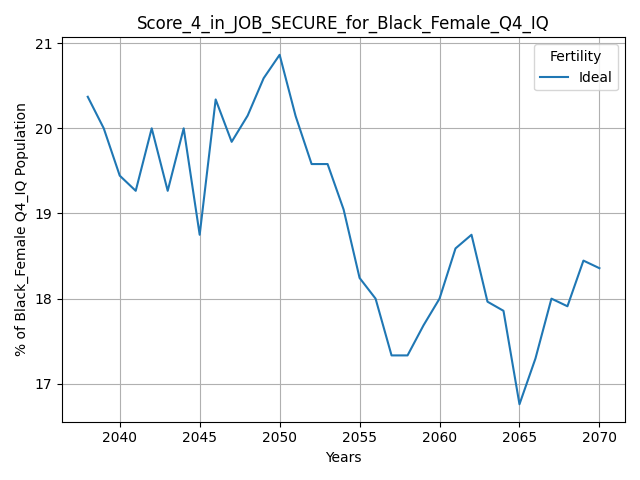 Score_4_in_JOB_SECURE_for_Black_Female_Q4_IQ
Fertility
Ideal
% of Black_Female Q4_IQ Population
21
20
19
18
17
2040
2045
2050
2055
2060
2065
2070
Years